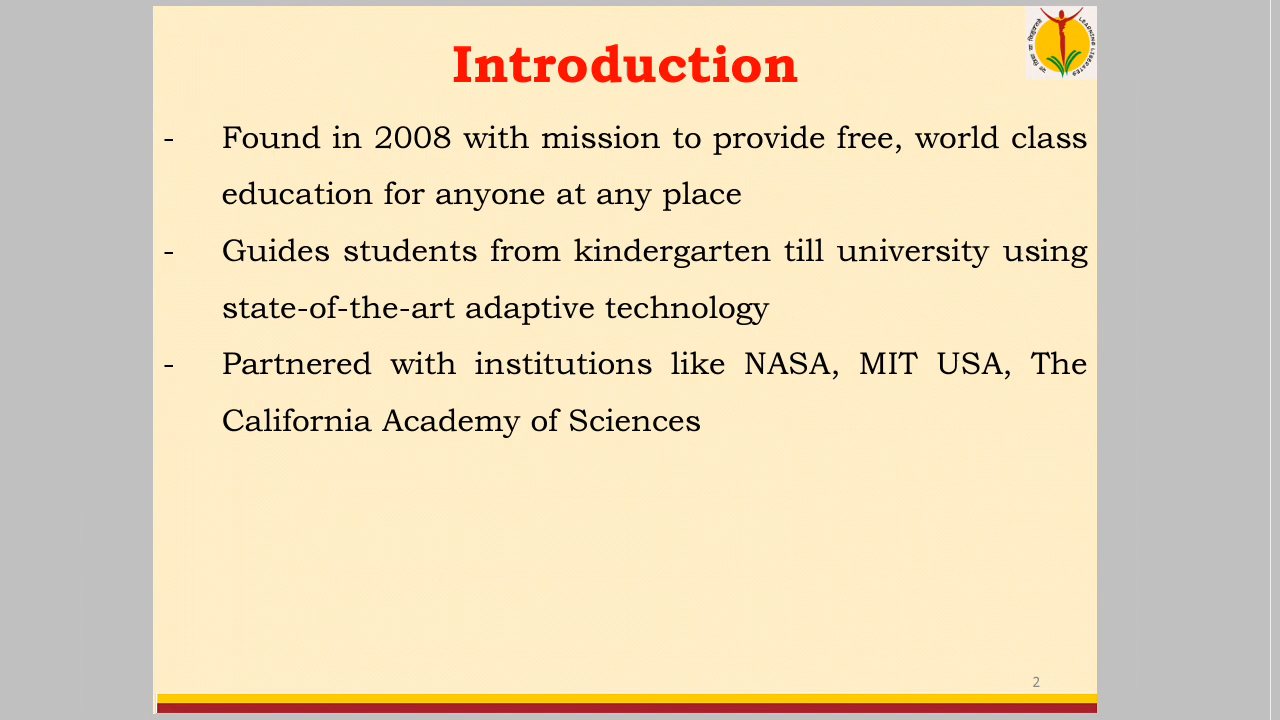 Introduction
LEARNING LIBERATES
- Found in 2008 with mission to provide free, world class
education for anyone at any place
- Guides students from kindergarten till university using
state-of-the-art adaptive technology
- Partnered with institutions like NASA, MIT USA, The
California Academy of Sciences
2